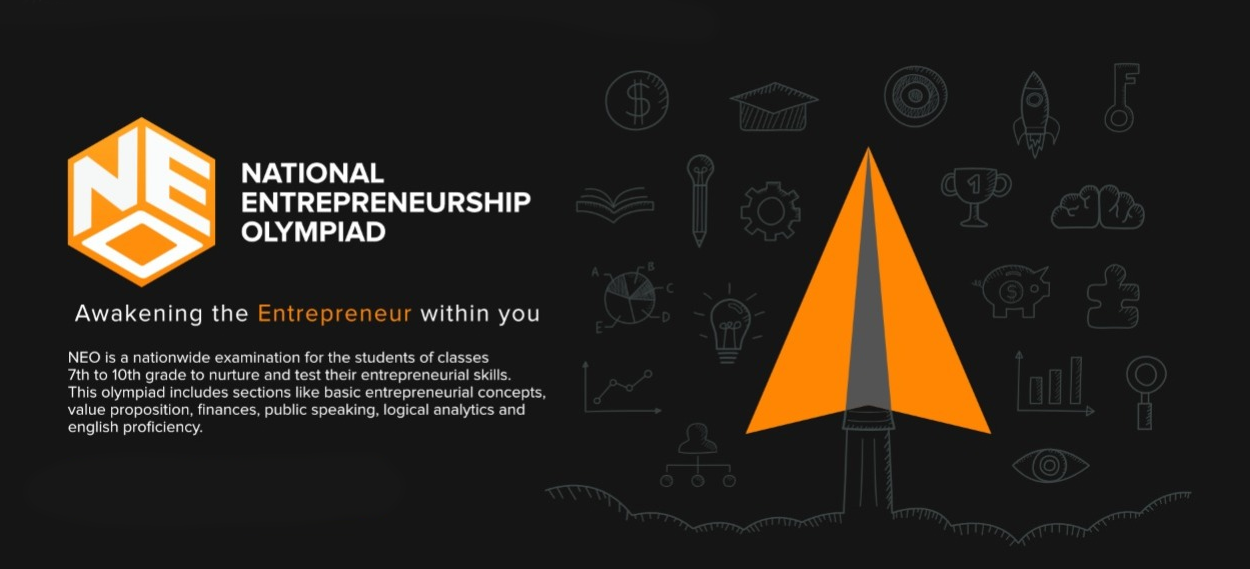 NEO
NATIONAL
ENTREPRENEURSHIP
OLYMPIAD
Awakening the Entrepreneur within you
NEO is a nationwide examination for the students of classes
7th to 10th grade to nurture and test their entrepreneurial skills.
This olympiad includes sections like basic entrepreneurial concepts,
value proposition, finances, public speaking, logical analytics and
english proficiency.
$
1
A
B
C
D
E
$